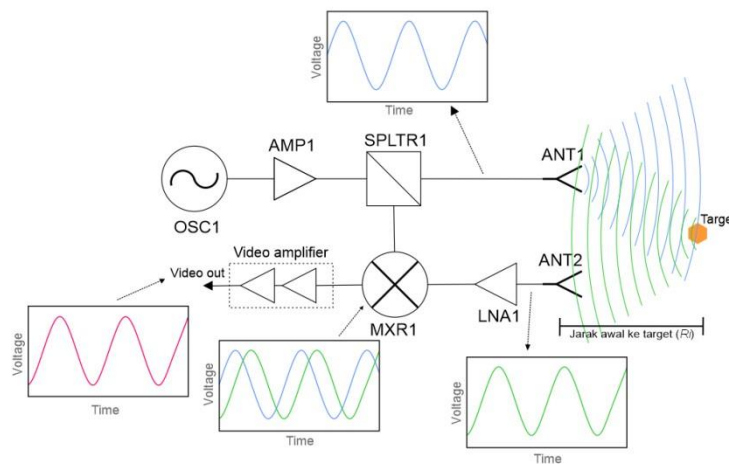 Voltage
Time
AMP1
SPLTR1
ANT1
OSC1
Targe
Video amplifier
Video out
ANT2
MXR1
LNA1
Jarak awal ke target (Ri)
Voltage
Time
Voltage
Time
Voltage
Time